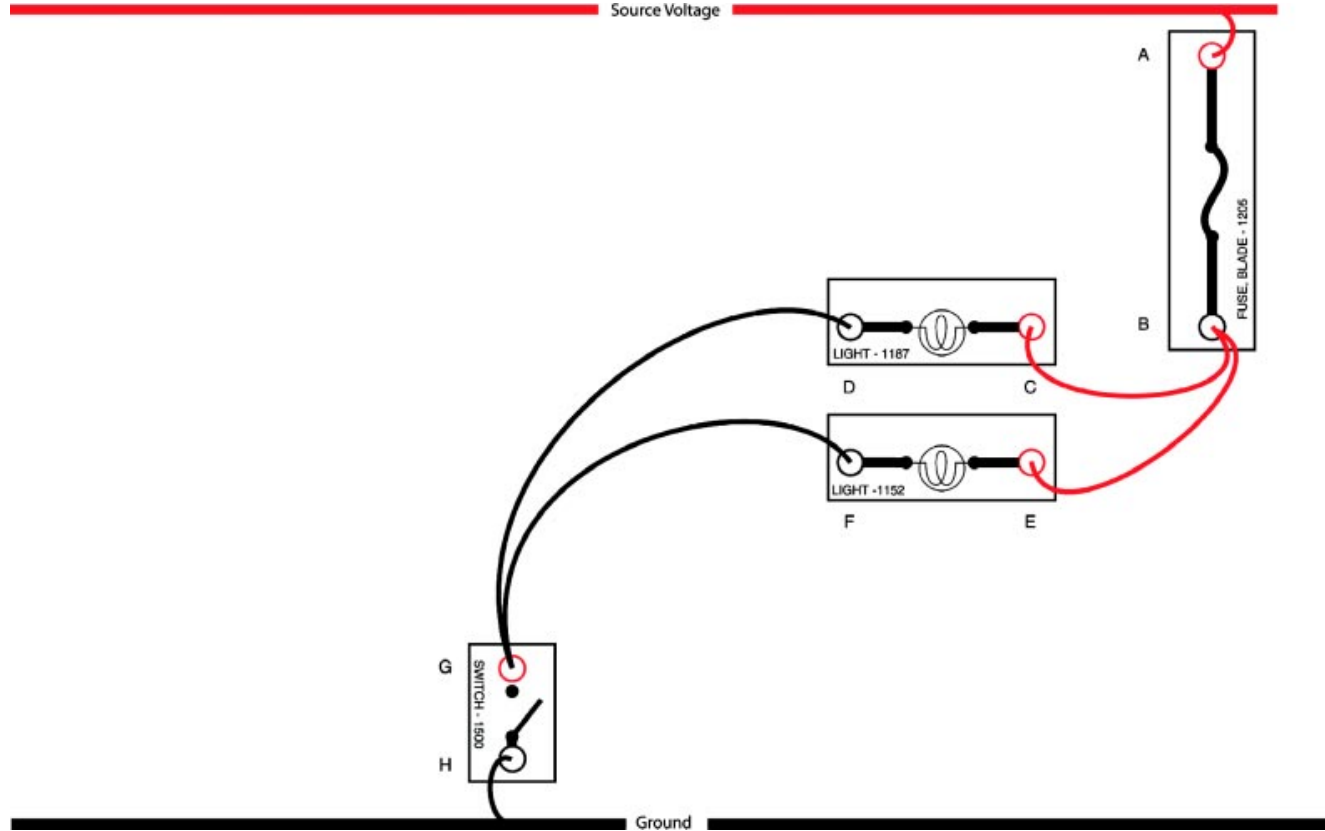 Source Voltage
A
FUSE, BLADE - 1205
B
LIGHT - 1187
D
C
LIGHT -1152
F
E
G
SWITCH - 1500
H
Ground